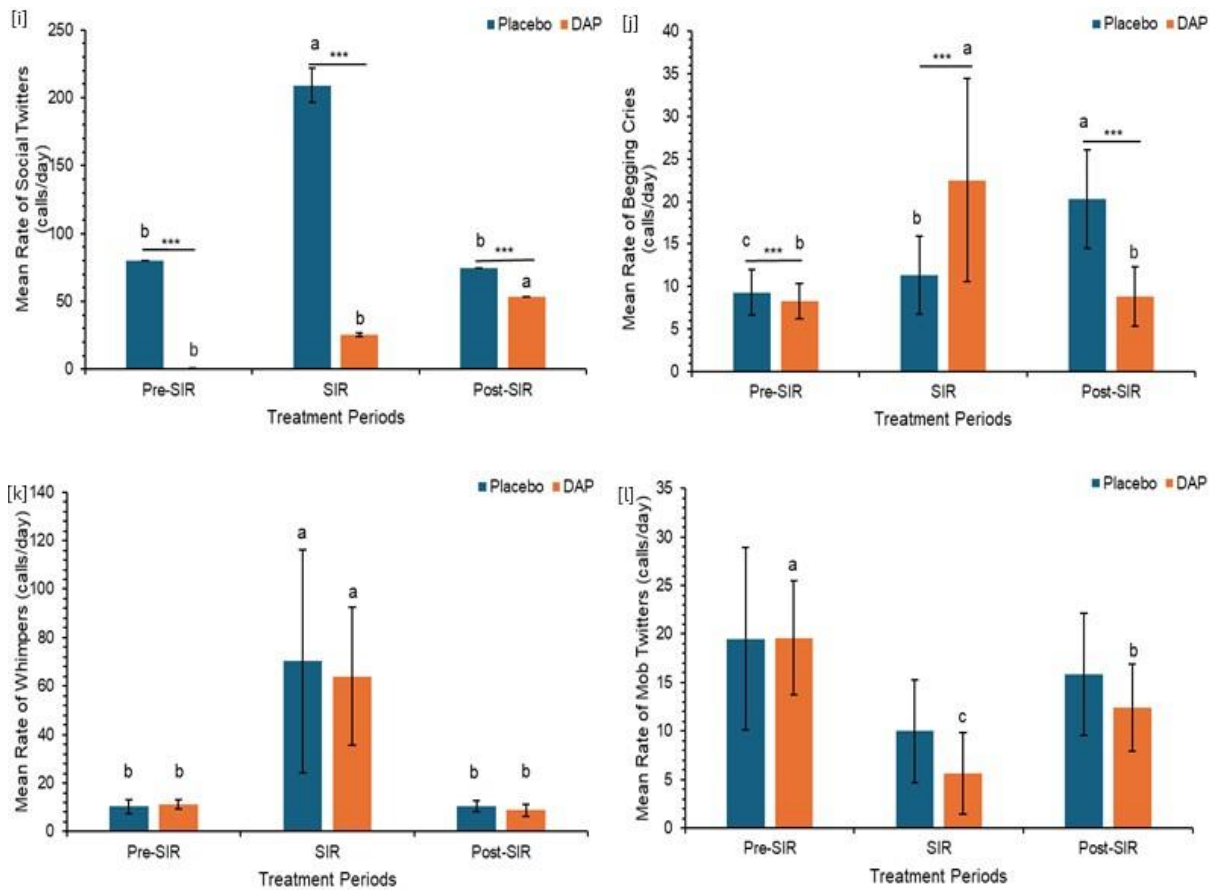 [i]
Placebo DAP
Mean Rate of Social Twitters
(calls/day)
250
200
150
100
50
0
b
***
b
a
***
b
b
***
a
Pre-SIR SIR Post-SIR
Treatment Periods
[j]
Placebo DAP
Mean Rate of Begging Cries
(calls/day)
40
35
30
25
20
15
10
5
0
c
***
b
b
***
a
a
***
b
Pre-SIR SIR Post-SIR
Treatment Periods
[k]
Placebo DAP
Mean Rate of Whimpers (calls/day)
140
120
100
80
60
40
20
0
b b
a
a
b b
Pre-SIR SIR Post-SIR
Treatment Periods
[l]
Placebo DAP
Mean Rate of Mob Twitters (calls/day)
35
30
25
20
15
10
5
0
a
c
b
Pre-SIR SIR Post-SIR
Treatment Periods